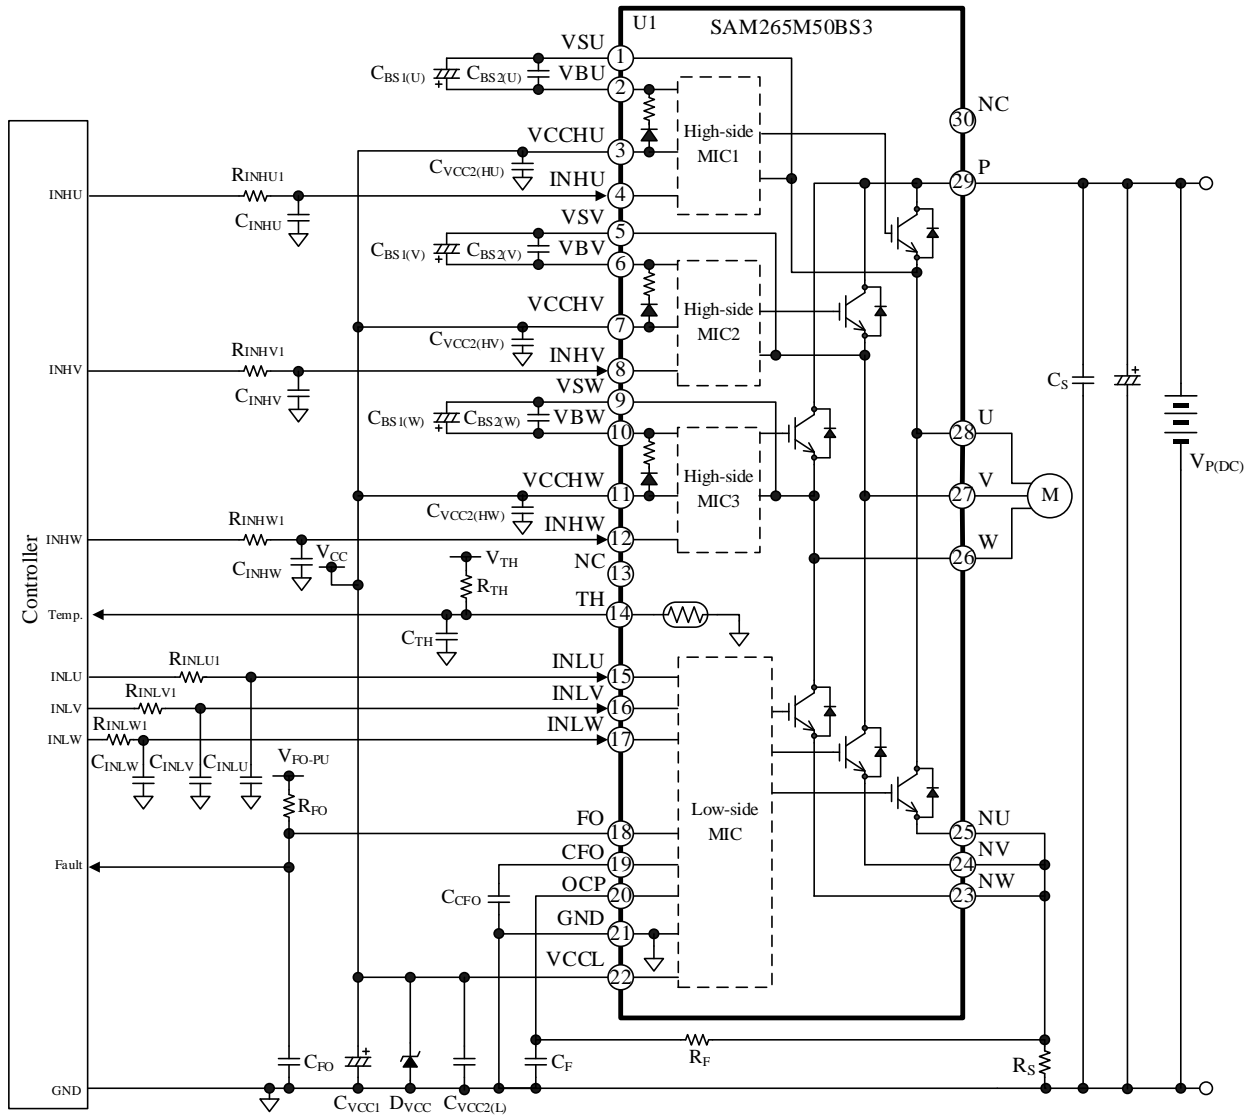 U1
SAM265M50BS3
VSU
1
CBS1(U)
CBS2(U)
VBU
2
High-side
MIC1
NC
30
VCCHU
3
CVCC2(HU)
P
29
INHU
RINHU1
CINHU
INHU
4
VSV
5
CBS1(V)
CBS2(V)
VBV
6
High-side
MIC2
VCCHV
7
CVCC2(HV)
INHV
RINHV1
CINHV
INHV
8
VSW
9
CBS1(W)
CBS2(W)
VBW
10
High-side
MIC3
CS
U
28
VP(DC)
VCCHW
11
CVCC2(HW)
V
27
M
INHW
RINHW1
CINHW
INHW
12
W
26
VCC
VTH
RTH
NC
13
Controller
Temp.
TH
14
CTH
INLU
RINLU1
INLU
15
INLV
RINLV1
INLV
16
INLW
RINLW1
INLW
17
CINLW
CINLV
CINLU
VFO-PU
RFO
Low-side
MIC
FO
18
NU
25
Fault
CFO
19
NV
24
CCFO
OCP
20
NW
23
GND
21
VCCL
22
CFO
CF
RF
RS
GND
CVCC1
DVCC
CVCC2(L)